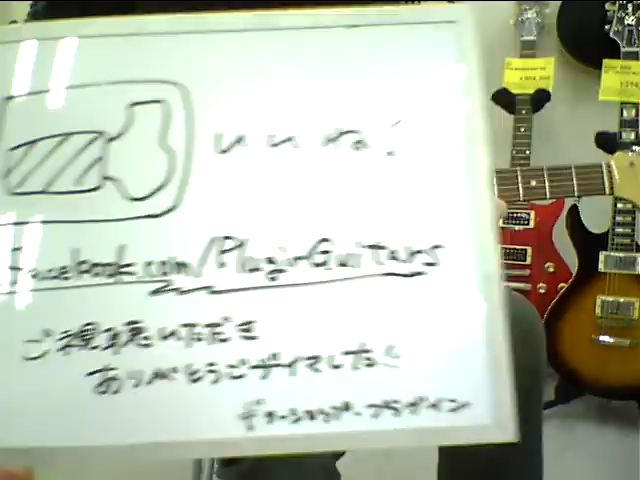 いいね!
Facebook.com/PluginGuitars
ご視聴いただき
ありがとうございマした!
ギターショップ・プラグイン